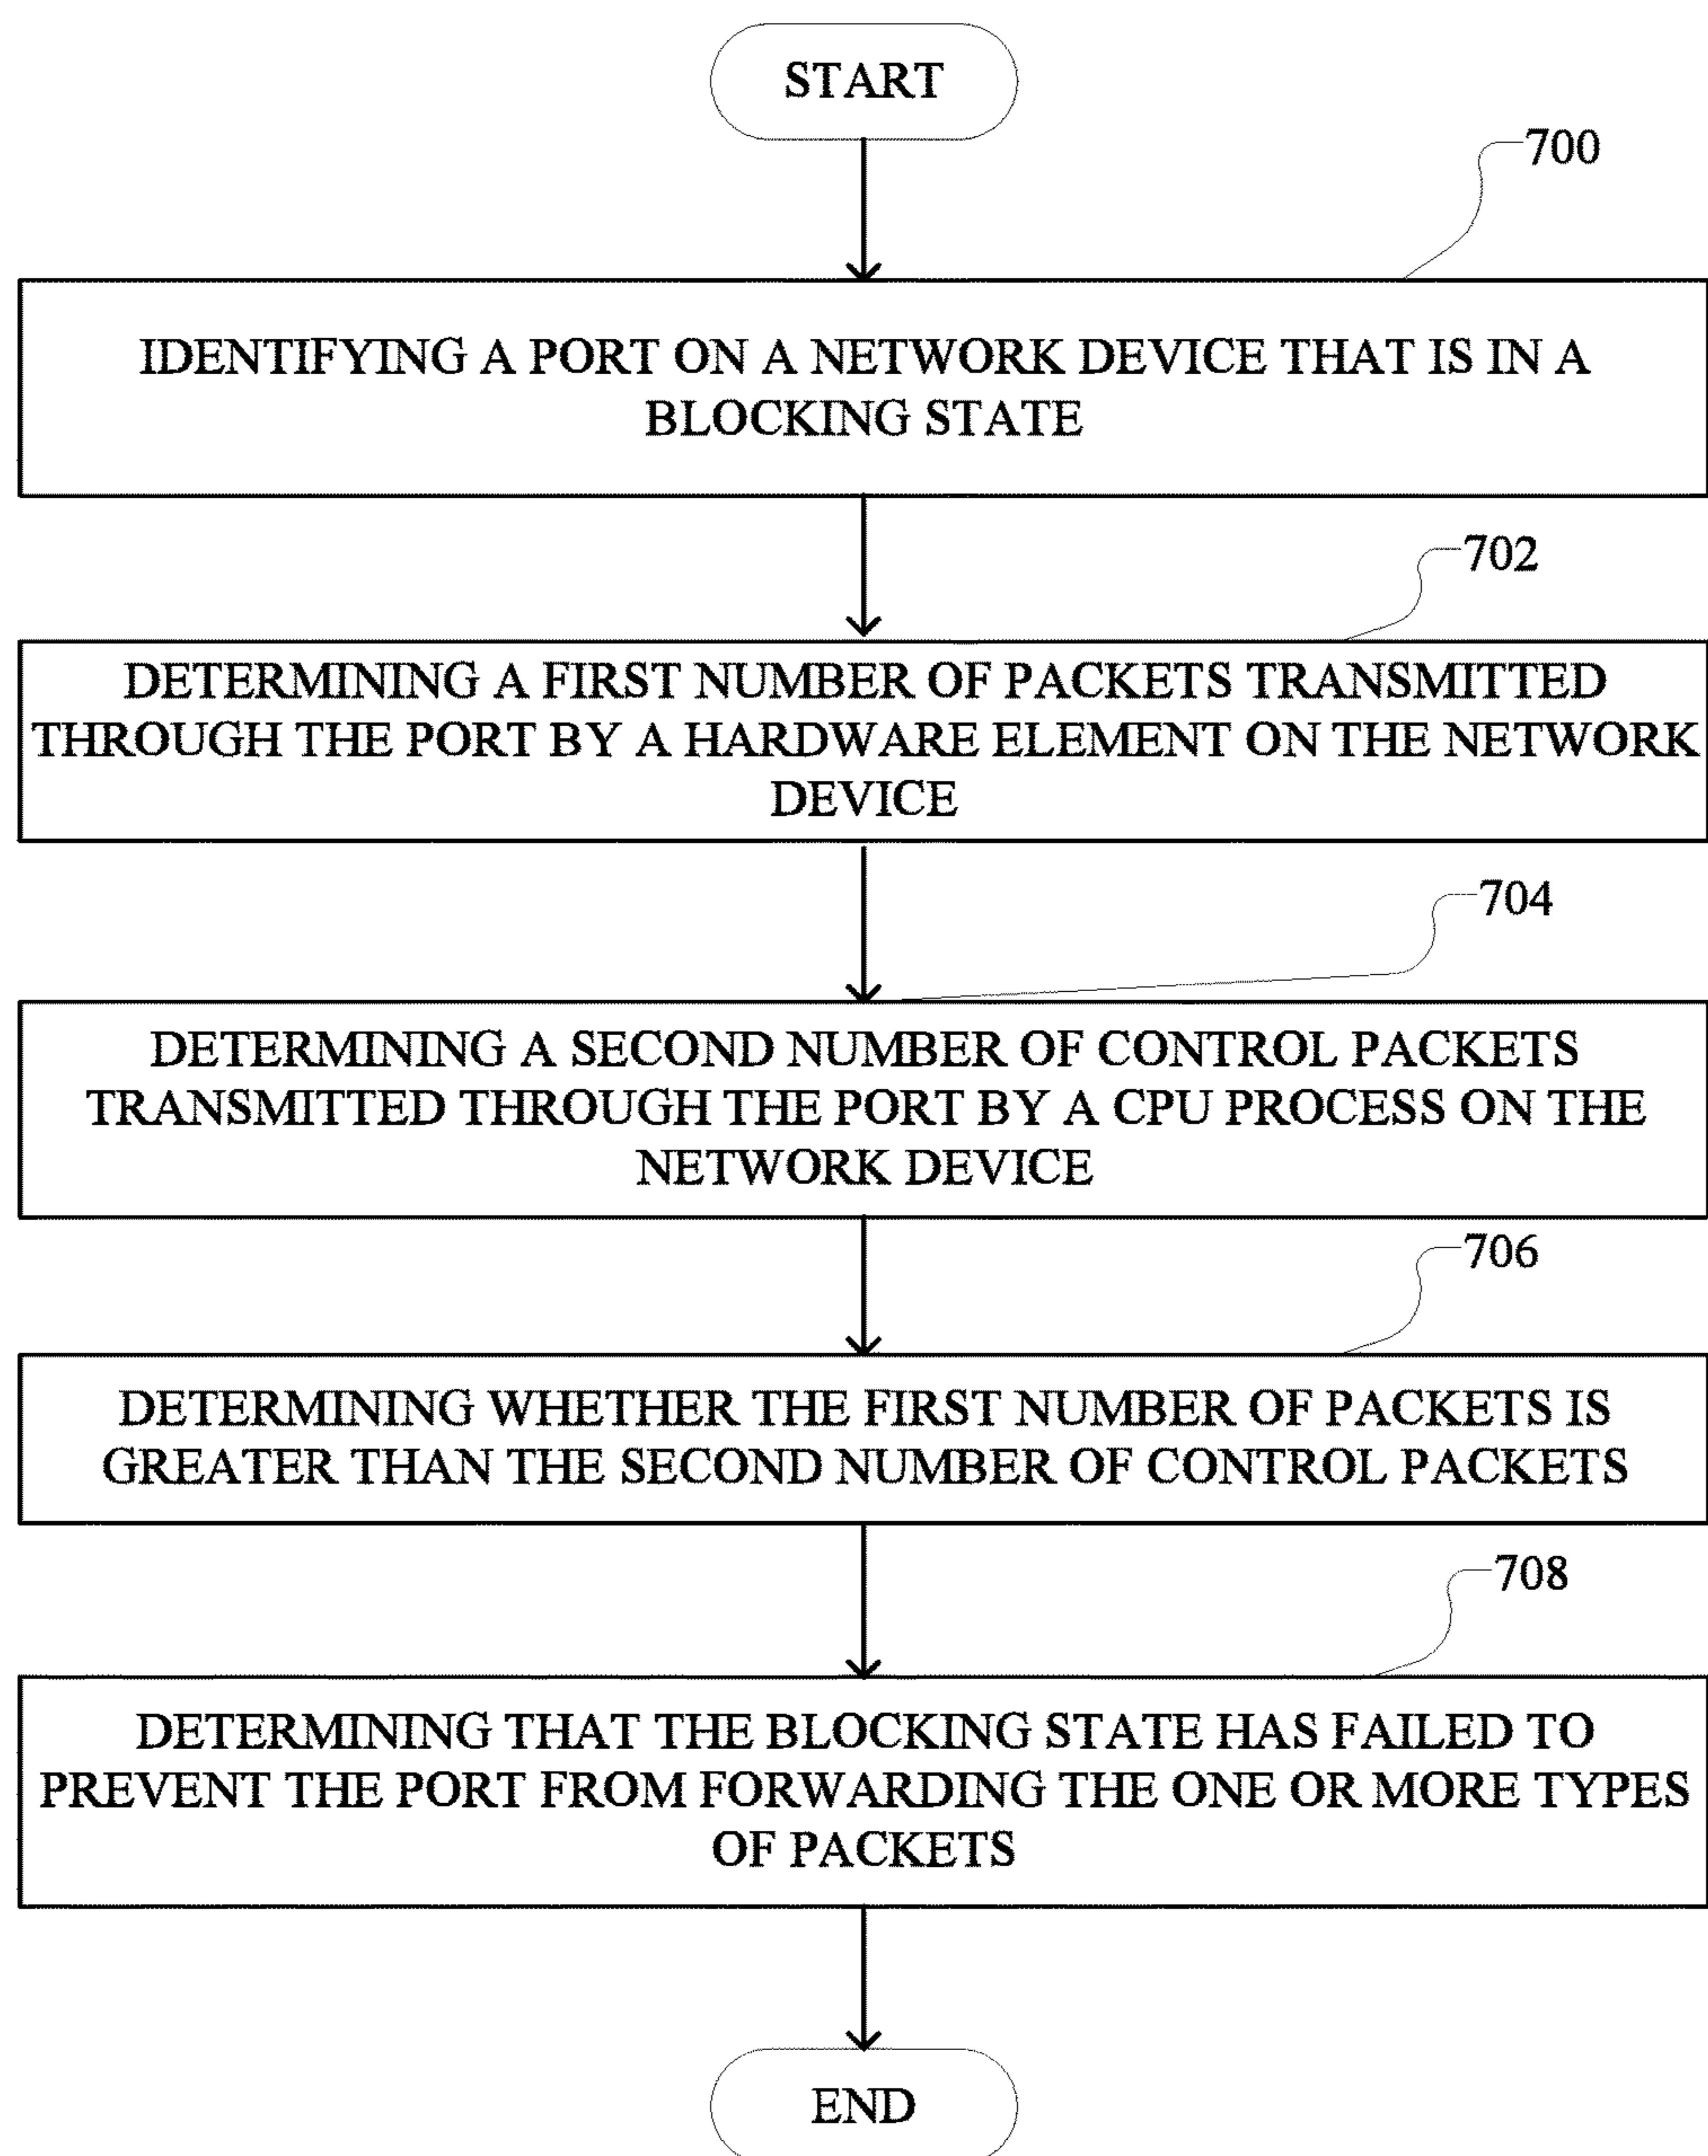 START
700
IDENTIFYING A PORT ON A NETWORK DEVICE THAT IS IN A
BLOCKING STATE
702
DETERMINING A FIRST NUMBER OF PACKETS TRANSMITTED
THROUGH THE PORT BY A HARDWARE ELEMENT ON THE NETWORK
DEVICE
704
DETERMINING A SECOND NUMBER OF CONTROL PACKETS
TRANSMITTED THROUGH THE PORT BY A CPU PROCESS ON THE
NETWORK DEVICE
706
DETERMINING WHETHER THE FIRST NUMBER OF PACKETS IS
GREATER THAN THE SECOND NUMBER OF CONTROL PACKETS
708
DETERMINING THAT THE BLOCKING STATE HAS FAILED TO
PREVENT THE PORT FROM FORWARDING THE ONE OR MORE TYPES
OF PACKETS
END